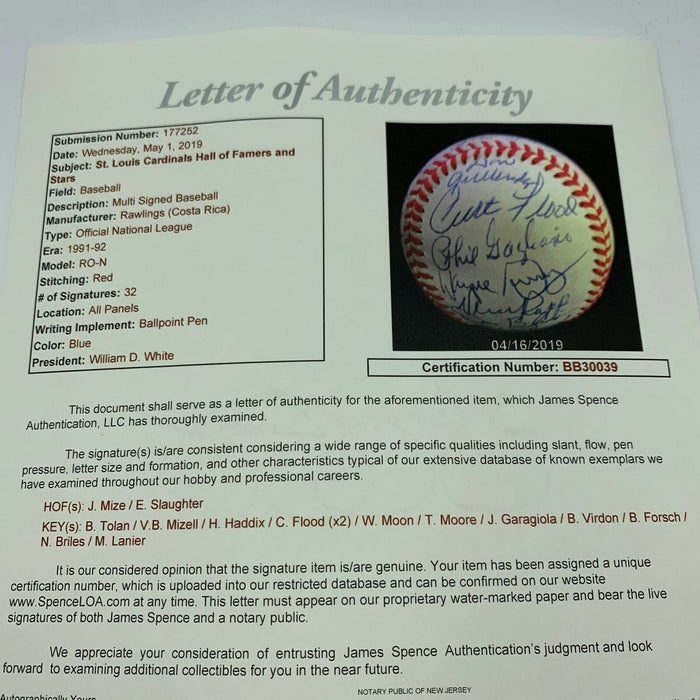 Letter of Authenticity
Submission Number: 177252
Date: Wednesday, May 1, 2019
Subject: St. Louis Cardinals Hall of Famers and
Stars
Field: Baseball
Description: Multi Signed Baseball
Manufacturer: Rawlings (Costa Rica)
Type: Official National League
Era: 1991-92
Model: RO-N
Stitching: Red
# of Signatures: 32
Location: All Panels
Writing Implement: Ballpoint Pen
Color: Blue
President: William D. White
Curt Flood
Phil Gagliano
04/16/2019
Certification Number: BB30039
This document shall serve as a letter of authenticity for the aforementioned item, which James Spence
Authentication, LLC has thoroughly examined.
The signature(s) is/are consistent considering a wide range of specific qualities including slant, flow, pen
pressure, letter size and formation, and other characteristics typical of our extensive database of known exemplars we
have examined throughout our hobby and professional careers.
HOF(s): J. Mize / E. Slaughter
KEY(s): B. Tolan / V.B. Mizell / H. Haddix / C. Flood (x2) / W. Moon / T. Moore / J. Garagiola / B. Virdon / B. Forsch /
N. Briles / M. Lanier
It is our considered opinion that the signature item is/are genuine. Your item has been assigned a unique
certification number, which is uploaded into our restricted database and can be confirmed on our website
www.SpenceLOA.com at any time. This letter must appear on our proprietary water-marked paper and bear the live
signatures of both James Spence and a notary public.
We appreciate your consideration of entrusting James Spence Authentication's judgment and look
forward to examining additional collectibles for you in the near future.
NOTARY PUBLIC OF NEW JERSEY
Autographically Yours